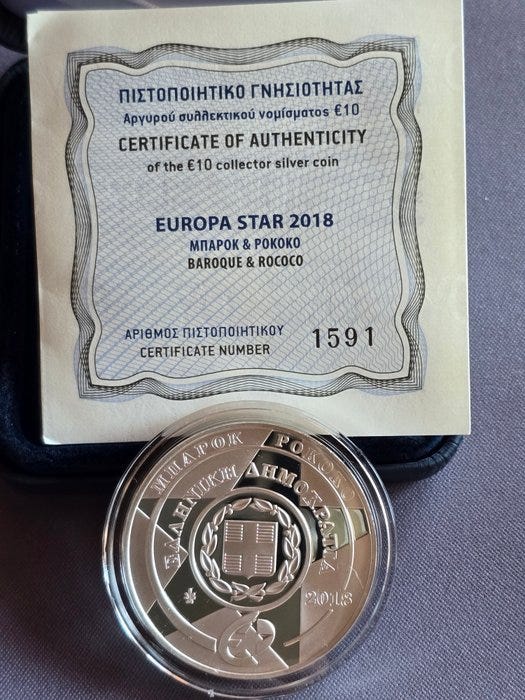 ΠΙΣΤΟΠΟΙΗΤΙΚΟ ΓΝΗΣΙΟΤΗΤΑΣ
Αργυρού συλλεκτικού νομίσματος €10
CERTIFICATE OF AUTHENTICITY
of the €10 collector silver coin
EUROPA STAR 2018
ΜΠΑΡΟΚ & ΡΟΚΟΚΟ
BAROQUE & ROCOCO
ΑΡΙΘΜΟΣ ΠΙΣΤΟΠΟΙΗΤΙΚΟΥ
CERTIFICATE NUMBER
1591
ΜΠΑΡΟΚ ΡΟΚΟΚΟ
ΕΛΛΗΝΙΚΗ ΔΗΜΟΚΡΑΤΙΑ
2018